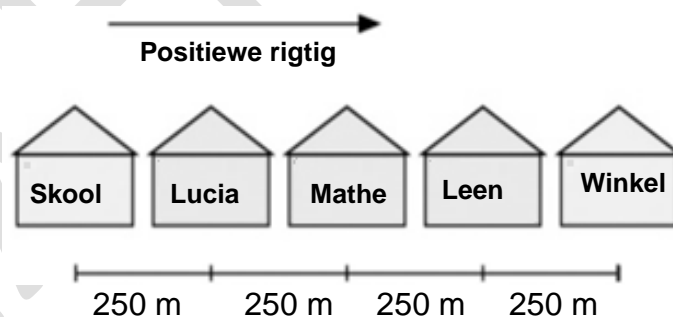 Positiewe rigtig
Skool Lucia Mathe Leen Winkel
250 m 250 m 250 m 250 m